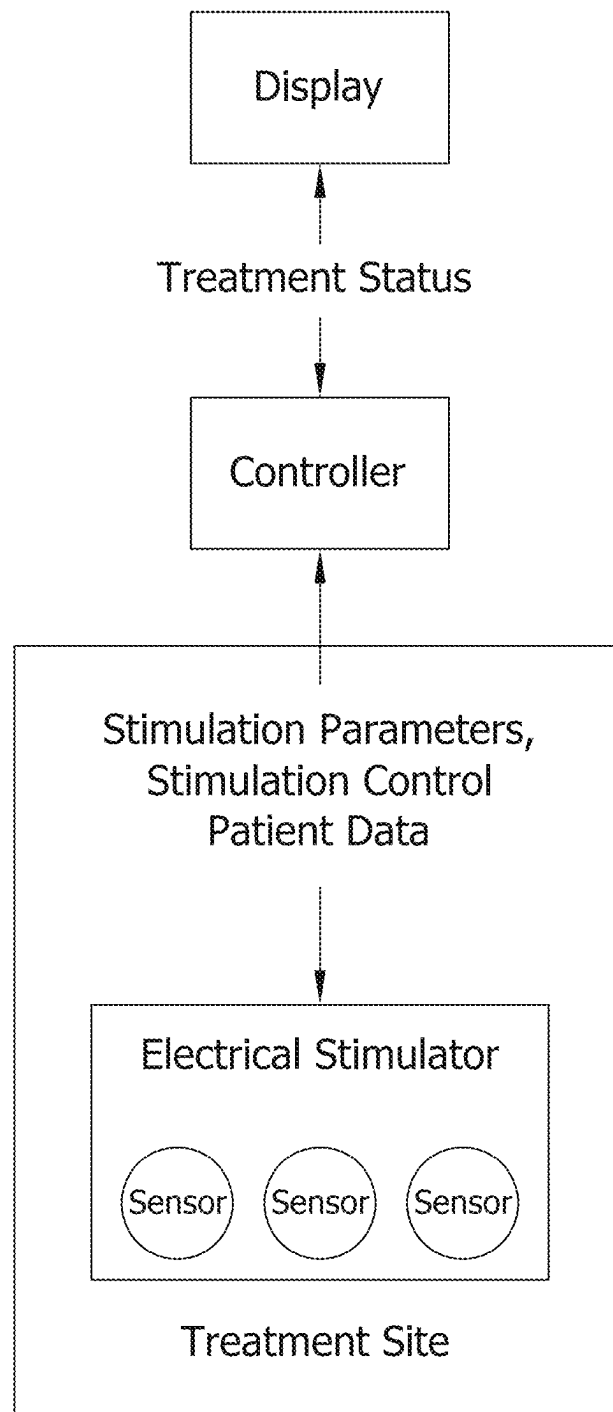 Display
Treatment Status
Controller
Stimulation Parameters,
Stimulation Control
Patient Data
Electrical Stimulator
Sensor Sensor Sensor
Treatment Site